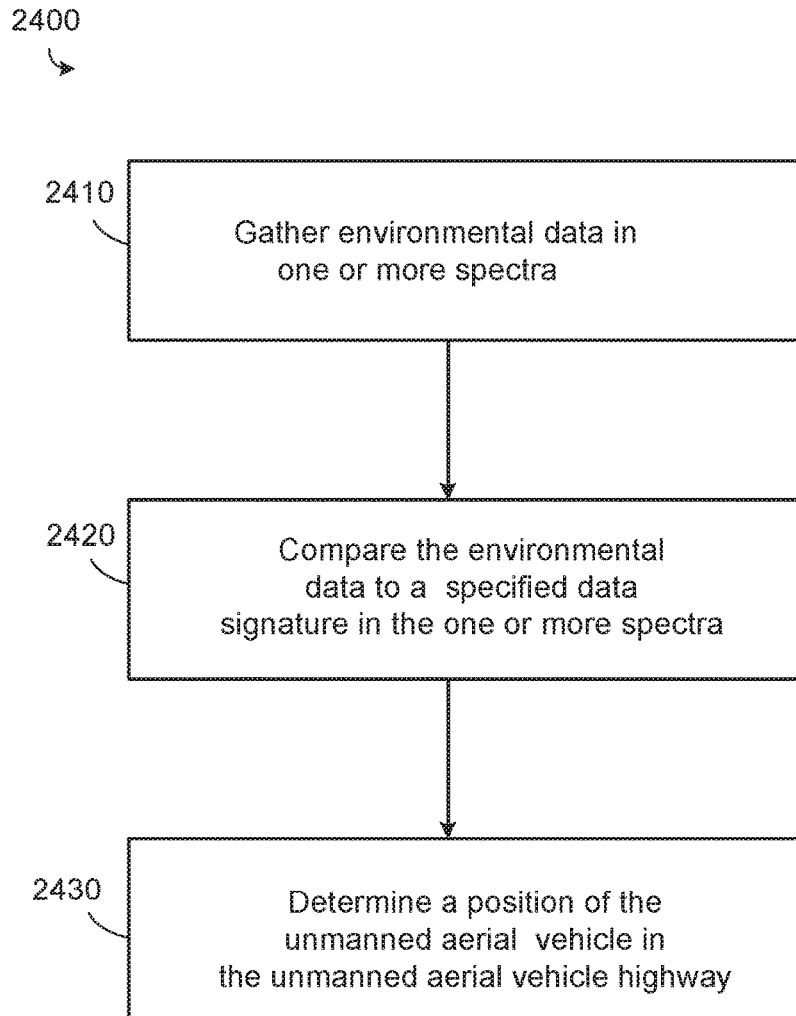 2400
2410
Gather environmental data in
one or more spectra
2420
Compare the environmental
data to a specified data
signature in the one or more spectra
2430
Determine a position of the
unmanned aerial vehicle in
the unmanned aerial vehicle highway